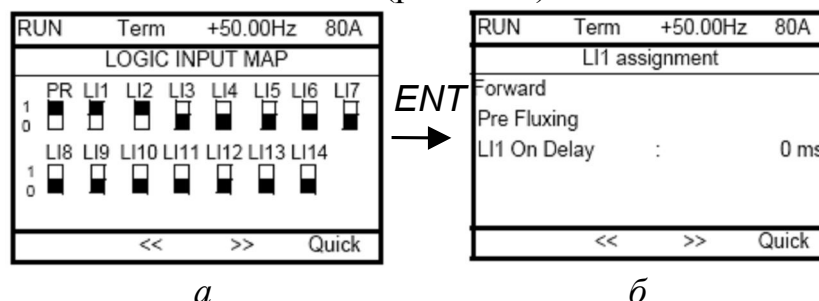 RUN Term +50.00Hz 80A
LOGIC INPUT MAP
PR LI1 LI2 LI3 LI4 LI5 LI6 LI7
1
0
LI8 LI9 LI10 LI11 LI12 LI13 LI14
1
0
<< >> Quick
ENT
RUN Term +50.00Hz 80A
LI1 assignment
Forward
Pre Fluxing
LI1 On Delay : 0 ms
<< >> Quick
а
б